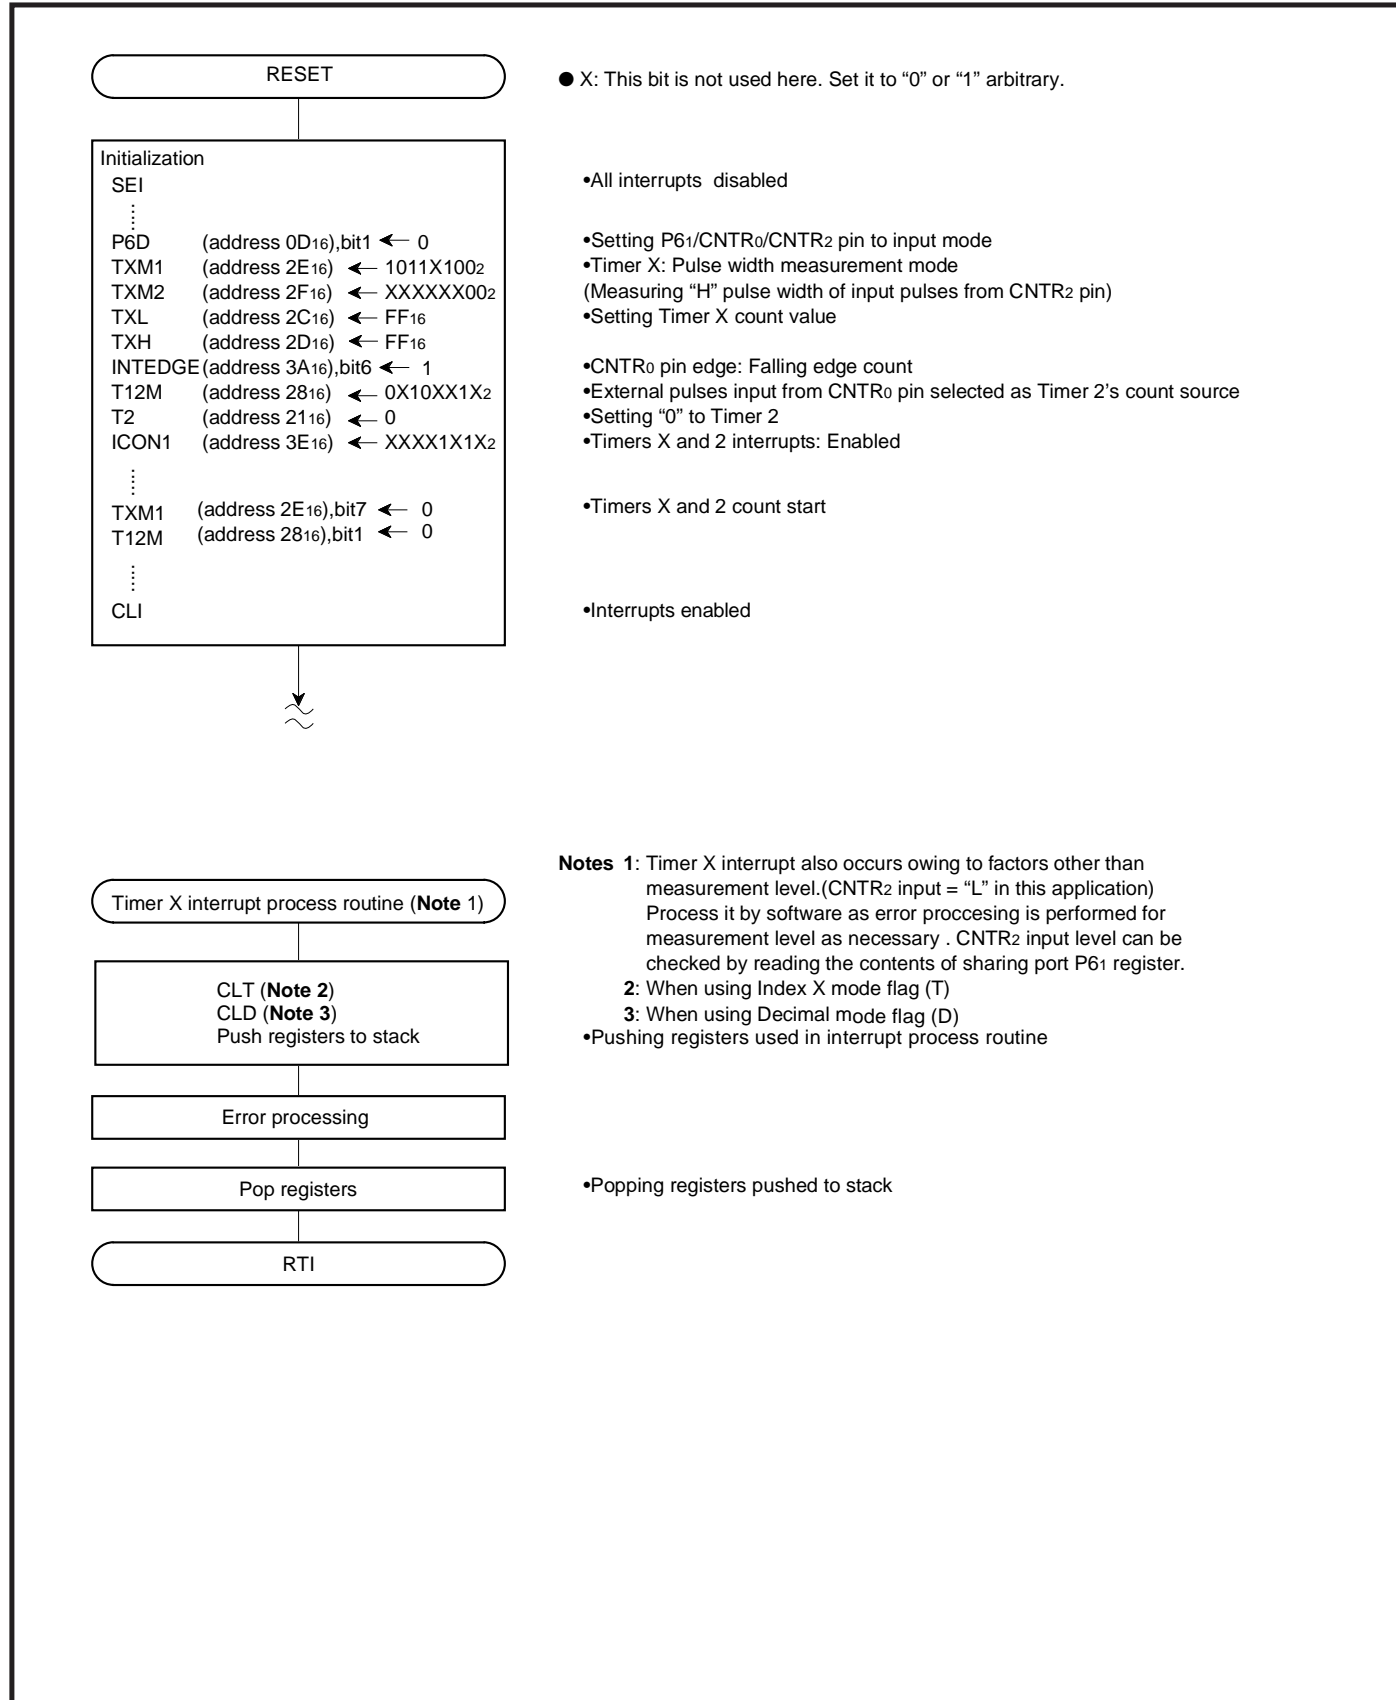 RESET
● X: This bit is not used here. Set it to “0” or “1” arbitrary.
Initialization
SEI
•All interrupts disabled
P6D (address 0D16),bit1 ← 0
•Setting P61/CNTR0/CNTR2 pin to input mode
TXM1 (address 2E16) ← 1011X1002
•Timer X: Pulse width measurement mode
TXM2 (address 2F16) ← XXXXXX002
(Measuring “H” pulse width of input pulses from CNTR2 pin)
TXL (address 2C16) ← FF16
•Setting Timer X count value
TXH (address 2D16) ← FF16
INTEDGE (address 3A16),bit6 ← 1
•CNTR0 pin edge: Falling edge count
T12M (address 2816) ← 0X10XX1X2
•External pulses input from CNTR0 pin selected as Timer 2’s count source
T2 (address 2116) ← 0
•Setting “0” to Timer 2
ICON1 (address 3E16) ← XXXX1X1X2
•Timers X and 2 interrupts: Enabled
TXM1 (address 2E16),bit7 ← 0
•Timers X and 2 count start
T12M (address 2816),bit1 ← 0
CLI
•Interrupts enabled
Timer X interrupt process routine (Note 1)
Notes 1: Timer X interrupt also occurs owing to factors other than
measurement level.(CNTR2 input = “L” in this application)
Process it by software as error proccesing is performed for
measurement level as necessary . CNTR2 input level can be
checked by reading the contents of sharing port P61 register.
2: When using Index X mode flag (T)
3: When using Decimal mode flag (D)
CLT (Note 2)
CLD (Note 3)
Push registers to stack
•Pushing registers used in interrupt process routine
Error processing
Pop registers
•Popping registers pushed to stack
RTI